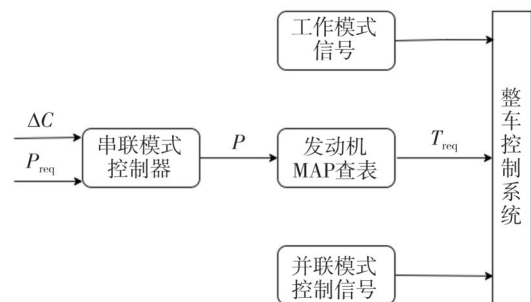 工作模式
信号
ΔC
P_req
串联模式
控制器
P
发动机
MAP查表
T_req
整车控制系统
并联模式
控制信号